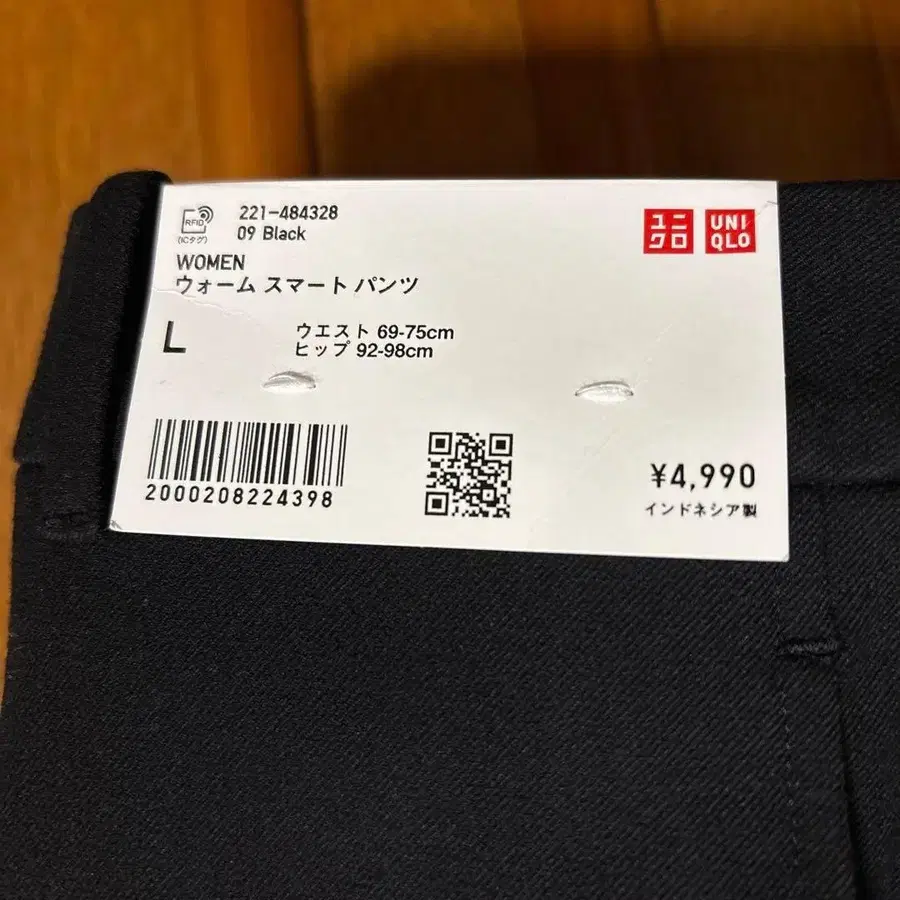 RFID
(ICタグ)
221-484328
09 Black
ユニ
クロ
UNI
QLO
WOMEN
ウォーム スマート パンツ
L
ウエスト 69-75cm
ヒップ 92-98cm
2000208224398
¥4,990
インドネシア製